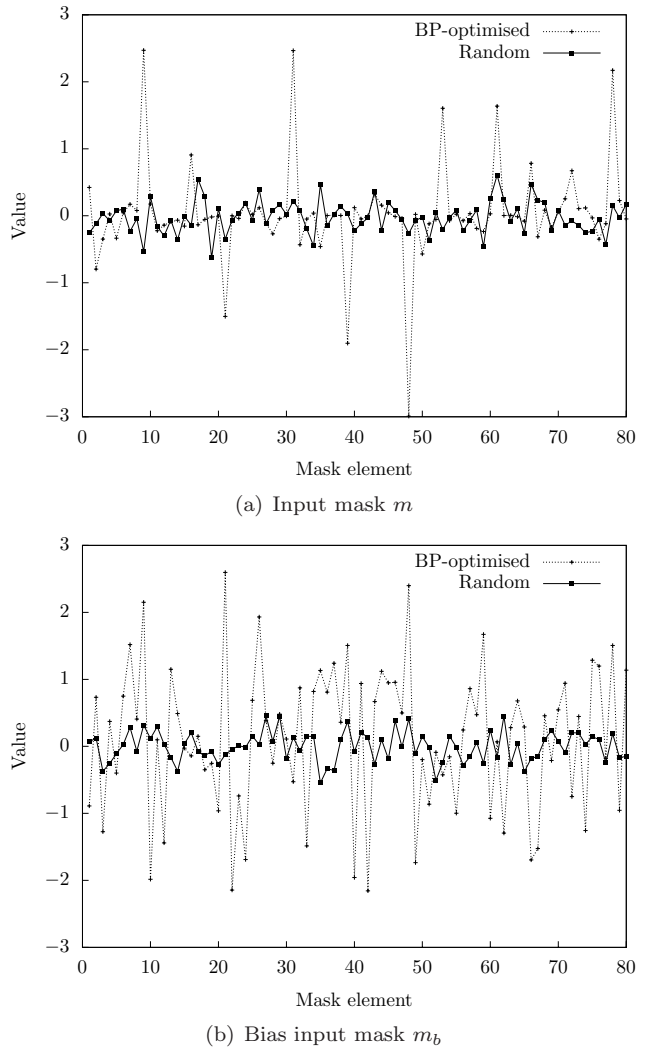 3
2
1
0
−1
−2
−3
Value
BP-optimised
Random
0 10 20 30 40 50 60 70 80
Mask element
(a) Input mask m
3
2
1
0
−1
−2
−3
Value
BP-optimised
Random
0 10 20 30 40 50 60 70 80
Mask element
(b) Bias input mask m_b